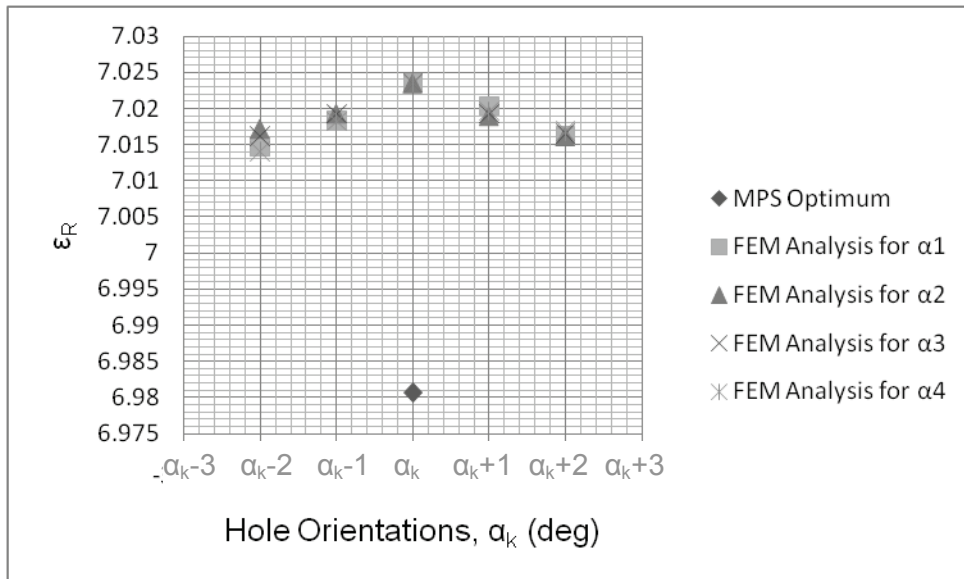 7.03
7.025
7.02
7.015
7.01
7.005
7
6.995
6.99
6.985
6.98
6.975
εR
αk-3 αk-2 αk-1 αk αk+1 αk+2 αk+3
Hole Orientations, αk (deg)
MPS Optimum
FEM Analysis for α1
FEM Analysis for α2
FEM Analysis for α3
FEM Analysis for α4